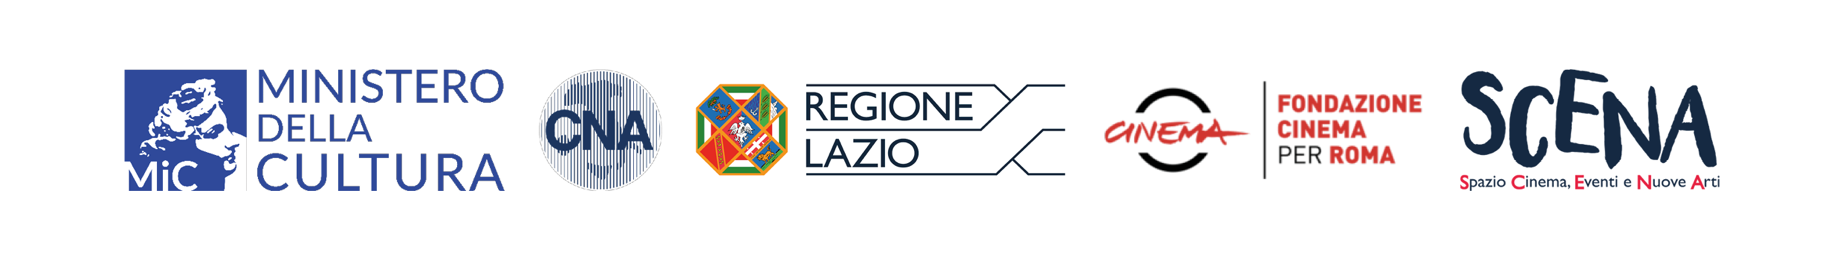 MiC
MINISTERO
DELLA
CULTURA
CNA
REGIONE
LAZIO
CINEMA
FONDAZIONE
CINEMA
PER ROMA
SCENA
Spazio Cinema, Eventi e Nuove Arti